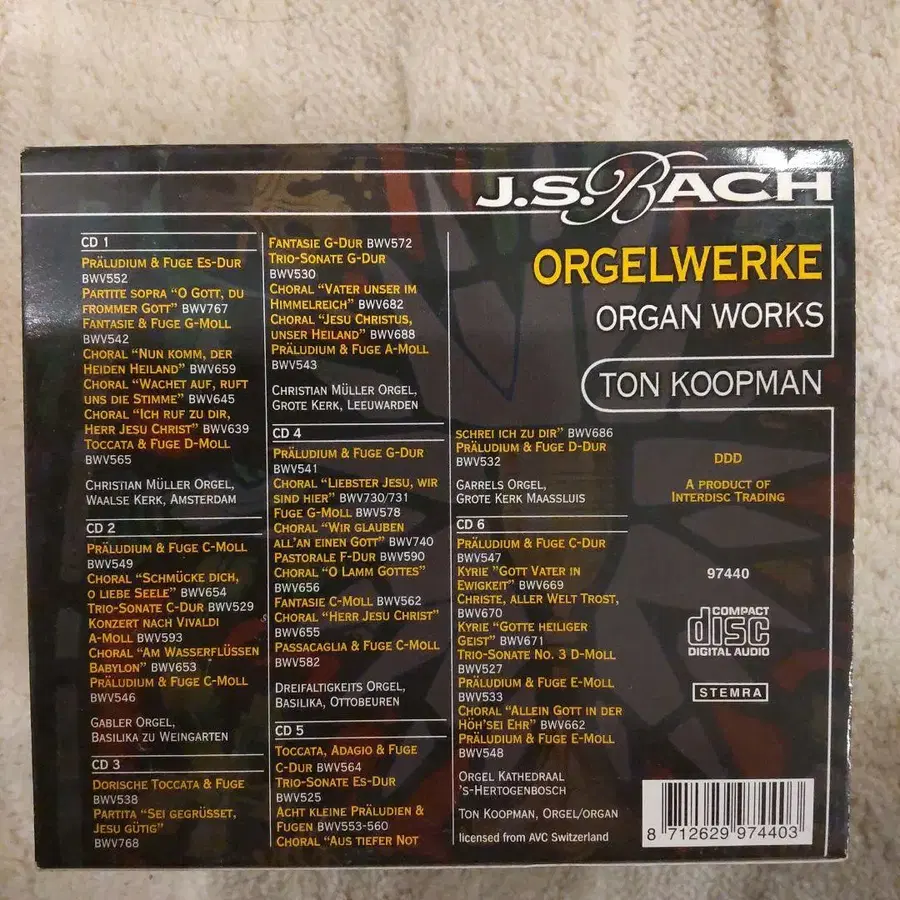 J.S. BACH
ORGELWERKE
ORGAN WORKS
TON KOOPMAN
CD 1
PRÄLUDIUM & FUGE ES-DUR
BWV552
PARTITE SOPRA "O GOTT, DU
FROMMER GOTT" BWV767
FANTASIE & FUGE G-MOLL
BWV542
CHORAL "NUN KOMM, DER
HEIDEN HEILAND" BWV659
CHORAL "WACHET AUF, RUFT
UNS DIE STIMME" BWV645
CHORAL "ICH RUF ZU DIR,
HERR JESU CHRIST" BWV639
TOCCATA & FUGE D-MOLL
BWV565
CHRISTIAN MÜLLER ORGEL,
WAALSE KERK, AMSTERDAM
CD 2
PRÄLUDIUM & FUGE C-MOLL
BWV549
CHORAL "SCHMÜCKE DICH,
O LIEBE SEELE" BWV654
TRIO-SONATE C-DUR BWV529
KONZERT NACH VIVALDI
A-MOLL BWV593
CHORAL "AM WASSERFLÜSSEN
BABYLON" BWV653
PRÄLUDIUM & FUGE C-MOLL
BWV546
GABLER ORGEL,
BASILIKA ZU WEINGARTEN
CD 3
DORISCHE TOCCATA & FUGE
BWV538
PARTITA "SEI GEGRÜSSET,
JESU GÜTIG"
BWV768
FANTASIE G-DUR BWV572
TRIO-SONATE G-DUR
BWV530
CHORAL "VATER UNSER IM
HIMMELREICH" BWV682
CHORAL "JESU CHRISTUS,
UNSER HEILAND" BWV688
PRÄLUDIUM & FUGE A-MOLL
BWV543
CHRISTIAN MÜLLER ORGEL,
GROTE KERK, LEEUWARDEN
CD 4
PRÄLUDIUM & FUGE G-DUR
BWV541
CHORAL "LIEBSTER JESU, WIR
SIND HIER" BWV730/731
FUGE G-MOLL BWV578
CHORAL "WIR GLAUBEN
ALL'AN EINEN GOTT" BWV740
PASTORALE F-DUR BWV590
CHORAL "O LAMM GOTTES"
BWV656
FANTASIE C-MOLL BWV562
CHORAL "HERR JESU CHRIST"
BWV655
PASSACAGLIA & FUGE C-MOLL
BWV582
DREIFALTIGKEITS ORGEL,
BASILIKA, OTTOBEUREN
CD 5
TOCCATA, ADAGIO & FUGE
C-DUR BWV564
TRIO-SONATE ES-DUR
BWV525
ACHT KLEINE PRÄLUDIEN &
FUGEN BWV553-560
CHORAL "AUS TIEFER NOT
SCHREI ICH ZU DIR" BWV686
PRÄLUDIUM & FUGE D-DUR
BWV532
GARRELS ORGEL,
GROTE KERK MAASSLUIS
CD 6
PRÄLUDIUM & FUGE C-DUR
BWV547
KYRIE "GOTT VATER IN
EWIGKEIT" BWV669
CHRISTE, ALLER WELT TROST,
BWV670
KYRIE "GOTTE HEILIGER
GEIST" BWV671
TRIO-SONATE NO. 3 D-MOLL
BWV527
PRÄLUDIUM & FUGE E-MOLL
BWV533
CHORAL "ALLEIN GOTT IN DER
HÖH'SEI EHR" BWV662
PRÄLUDIUM & FUGE E-MOLL
BWV548
ORGEL KATHEDRAAL
'S-HERTOGENBOSCH
TON KOOPMAN, ORGEL/ORGAN
licensed from AVC Switzerland
DDD
A PRODUCT OF
INTERDISC TRADING
97440
COMPACT
disc
DIGITAL AUDIO
STEMRA
8 712629 974403